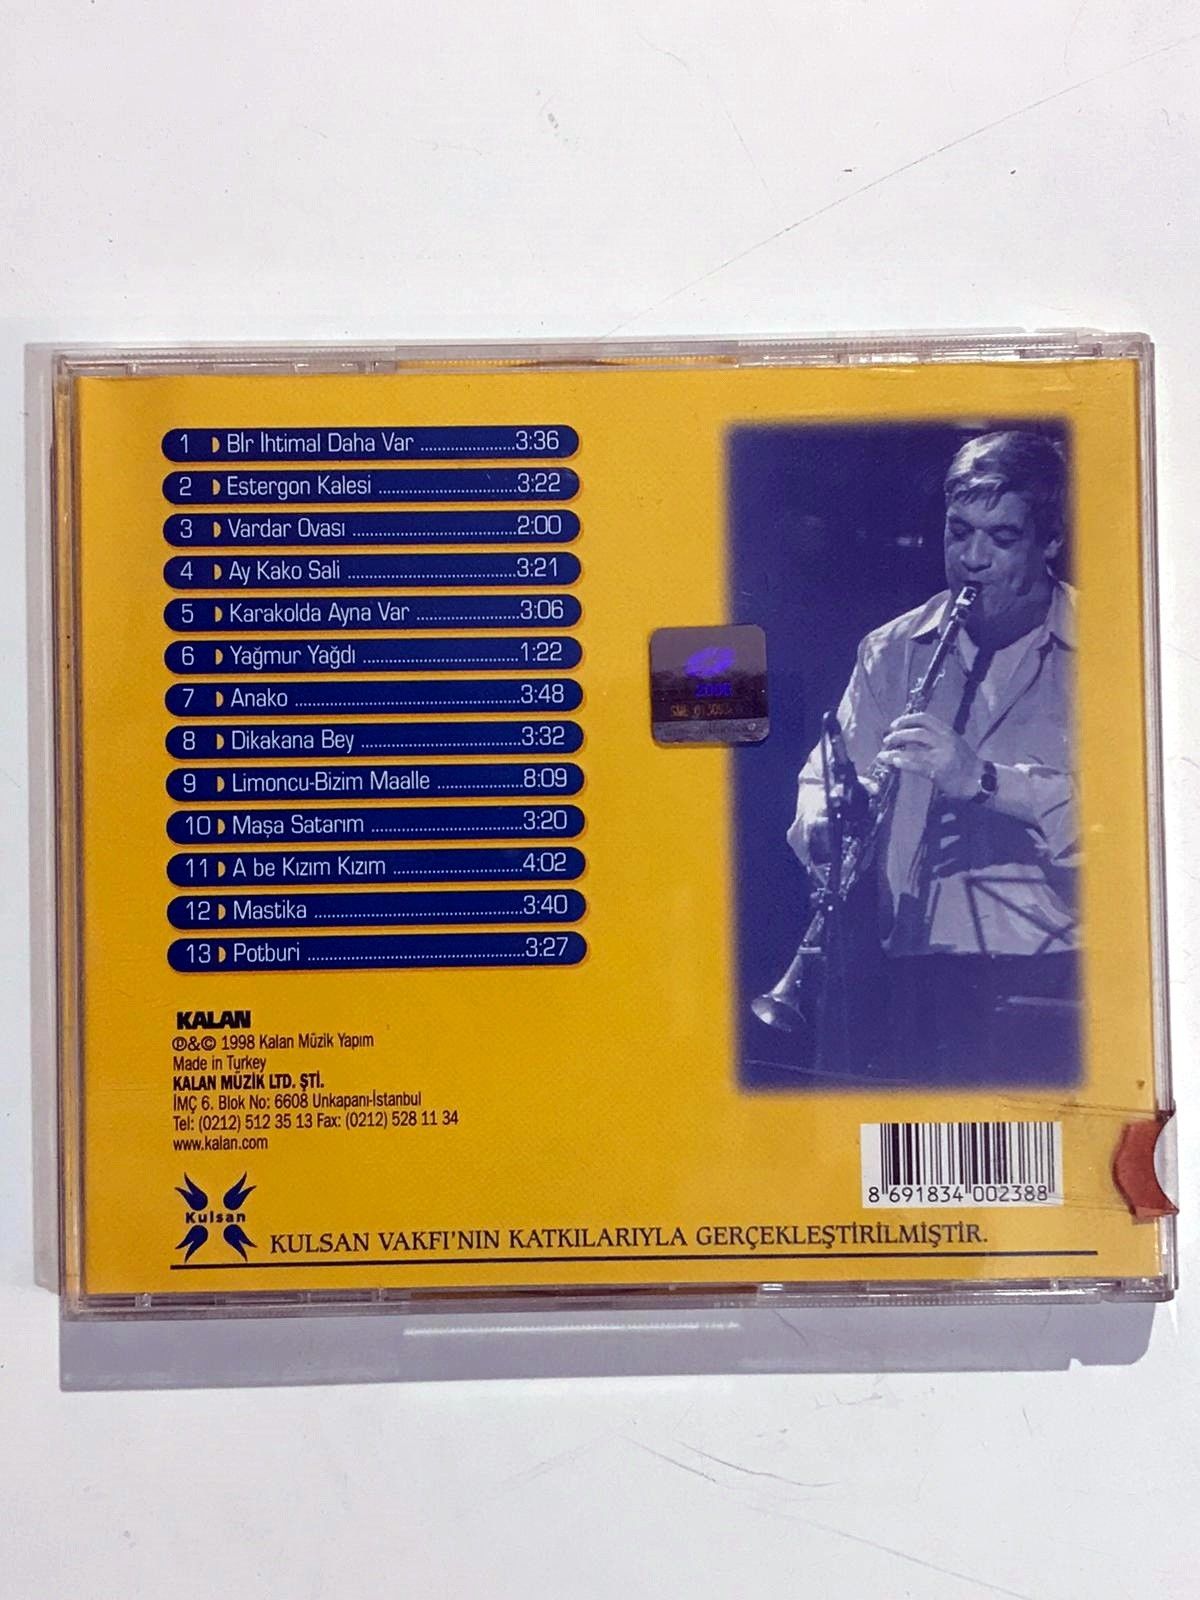 1 Blr Ihtimal Daha Var ......................3:36
2 Estergon Kalesi ................................3:22
3 Vardar Ovası ......................................2:00
4 Ay Kako Sali .......................................3:21
5 Karakolda Ayna Var ........................3:06
6 Yağmur Yağdı ....................................1:22
7 Anako ....................................................3:48
8 Dikakana Bey .....................................3:32
9 Limoncu-Bizim Maalle ....................8:09
10 Maşa Satarım ...................................3:20
11 A be Kızım Kızım ..............................4:02
12 Mastika ................................................3:40
13 Potburi ..................................................3:27
2008
KALAN
℗&© 1998 Kalan Müzik Yapım
Made in Turkey
KALAN MÜZİK LTD. ŞTİ.
İMÇ 6. Blok No: 6608 Unkapanı-İstanbul
Tel: (0212) 512 35 13 Fax: (0212) 528 11 34
www.kalan.com
8 691834 002388
Kulsan
KULSAN VAKFI'NIN KATKILARIYLA GERÇEKLEŞTİRİLMİŞTİR.